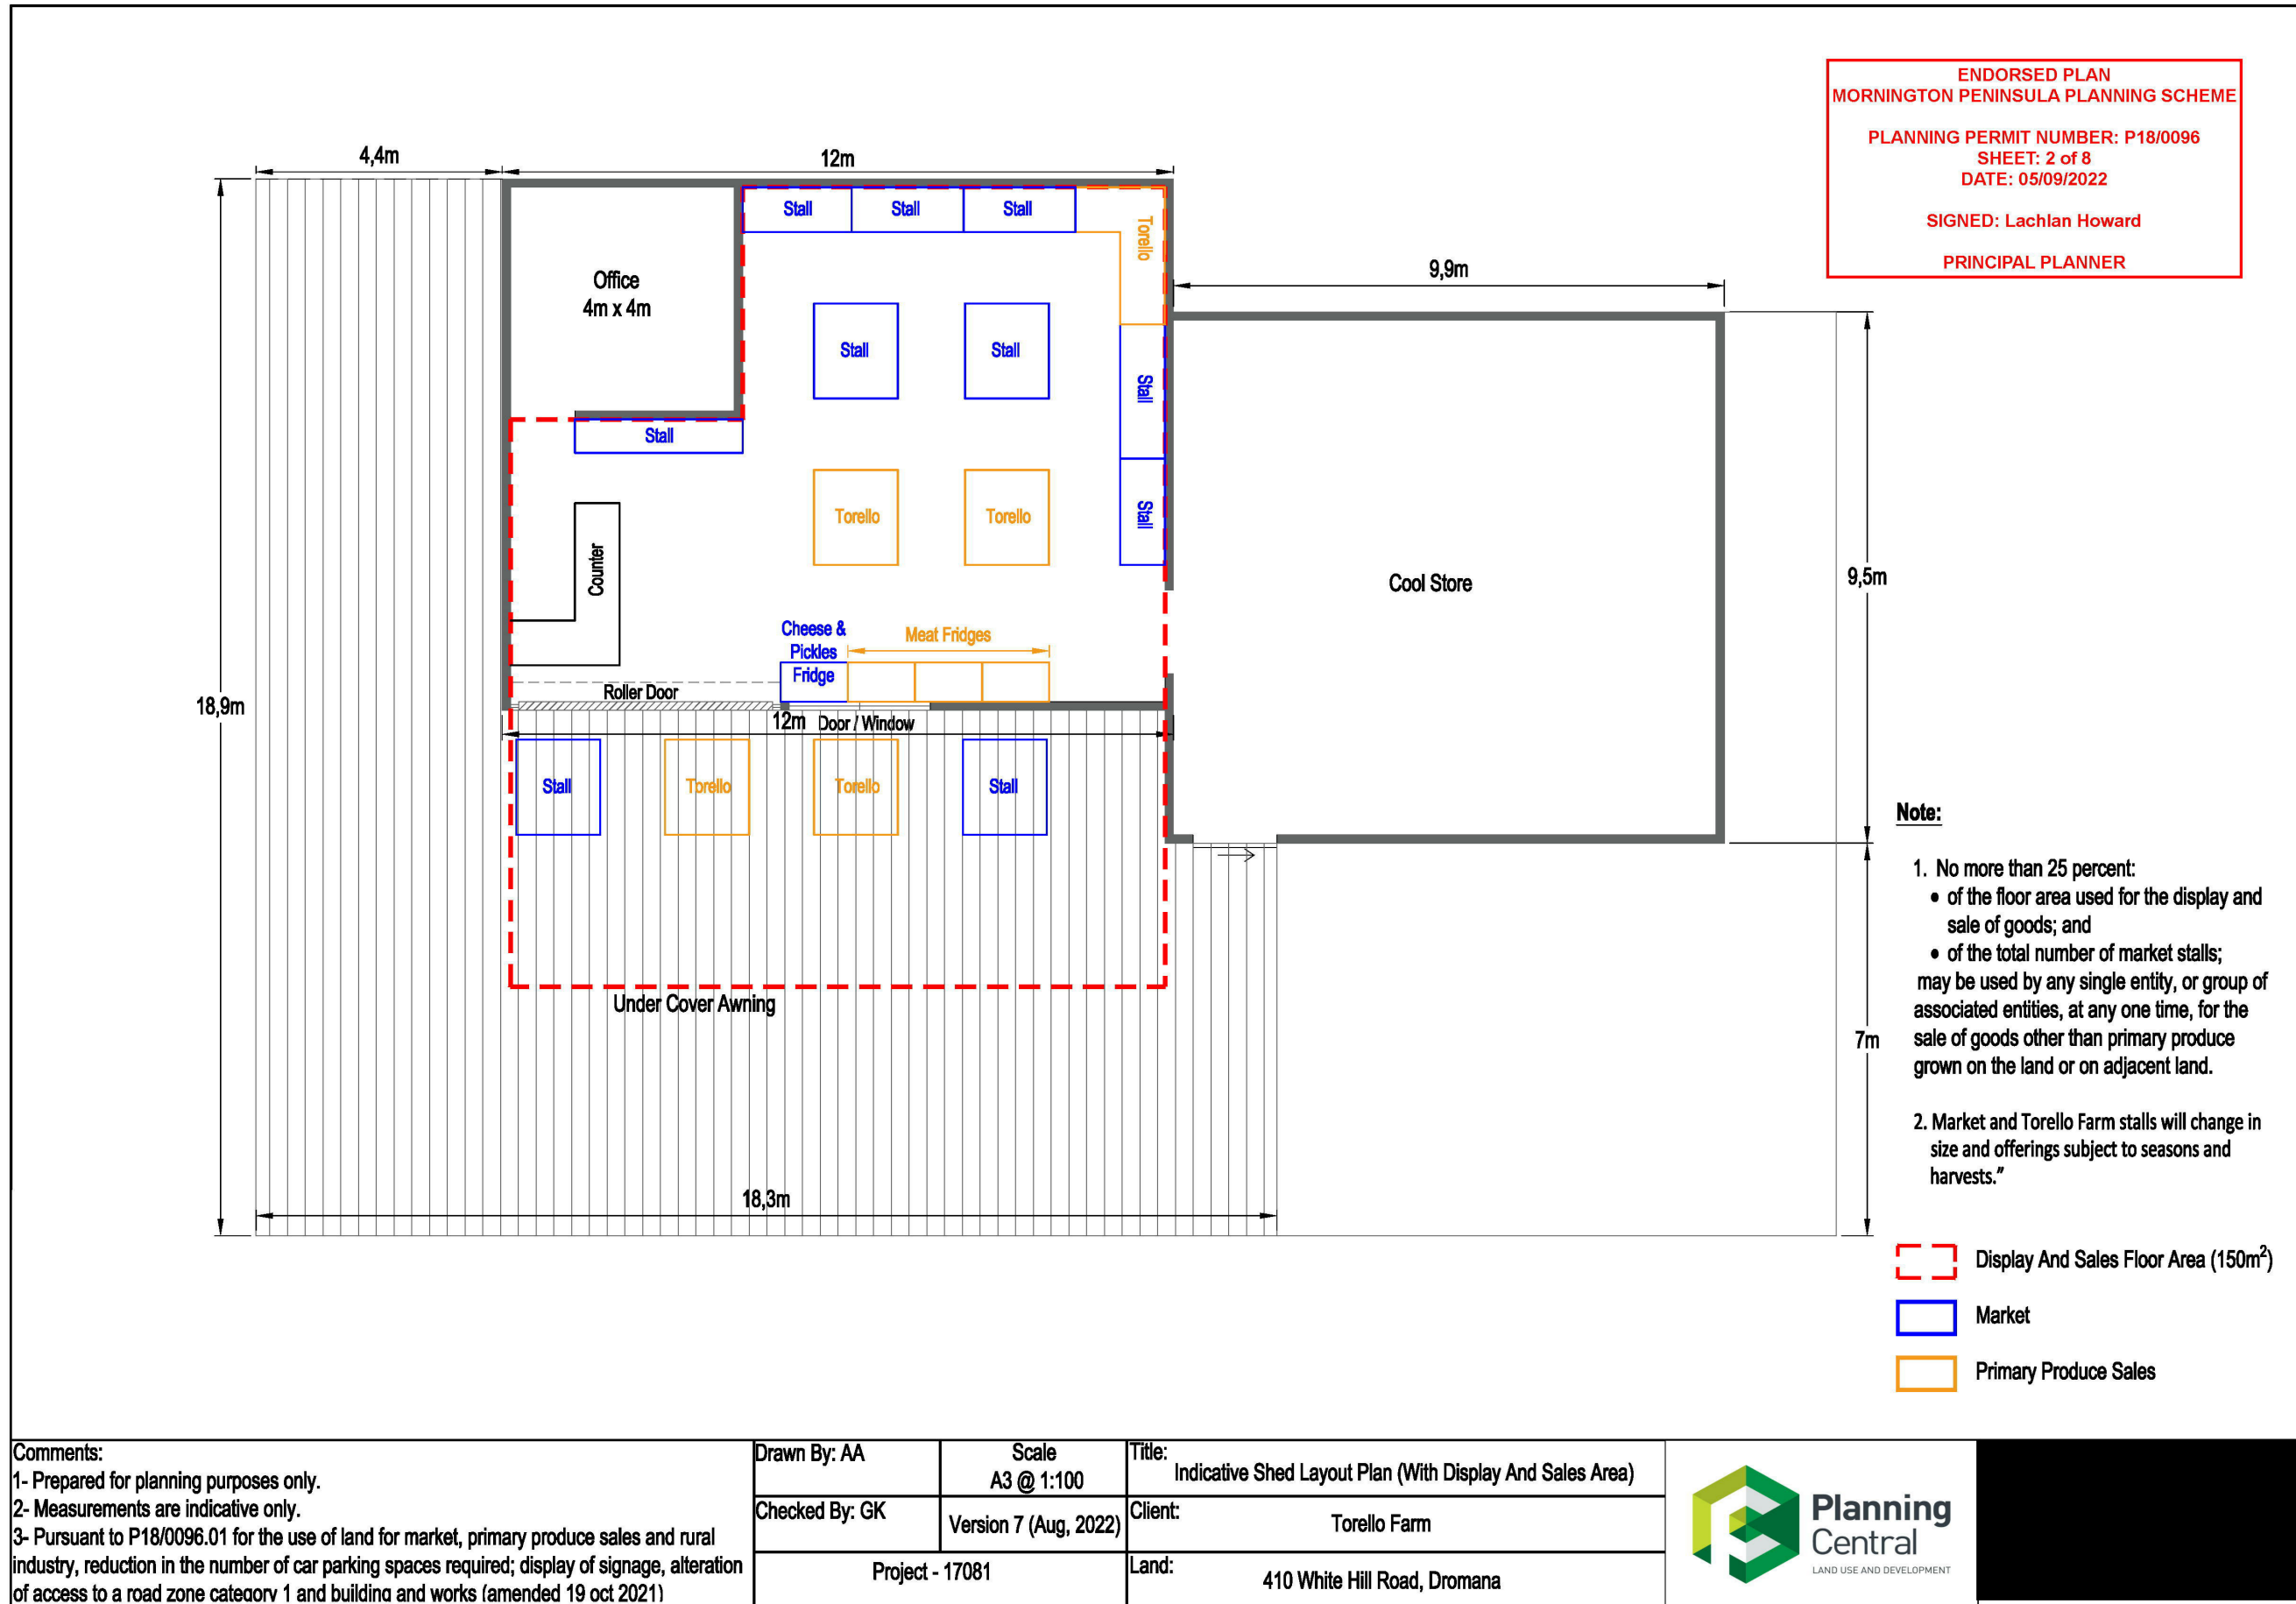 ENDORSED PLAN
MORNINGTON PENINSULA PLANNING SCHEME
PLANNING PERMIT NUMBER: P18/0096
SHEET: 2 of 8
DATE: 05/09/2022
SIGNED: Lachlan Howard
PRINCIPAL PLANNER
4,4m
12m
Stall
Stall
Stall
Torello
Office
4m x 4m
9,9m
Stall
Stall
Stall
Stall
Torello
Torello
Stall
Counter
Cool Store
9,5m
Cheese &
Pickles
Fridge
Meat Fridges
Roller Door
18,9m
12m
Door / Window
Stall
Torello
Torello
Stall
Under Cover Awning
7m
18,3m
Note:
1. No more than 25 percent:
• of the floor area used for the display and
sale of goods; and
• of the total number of market stalls;
may be used by any single entity, or group of
associated entities, at any one time, for the
sale of goods other than primary produce
grown on the land or on adjacent land.
2. Market and Torello Farm stalls will change in
size and offerings subject to seasons and
harvests.”
Display And Sales Floor Area (150m²)
Market
Primary Produce Sales
Comments:
1- Prepared for planning purposes only.
2- Measurements are indicative only.
3- Pursuant to P18/0096.01 for the use of land for market, primary produce sales and rural
industry, reduction in the number of car parking spaces required; display of signage, alteration
of access to a road zone category 1 and building and works (amended 19 oct 2021)
Drawn By: AA
Scale
A3 @ 1:100
Checked By: GK
Version 7 (Aug, 2022)
Project - 17081
Title:
Indicative Shed Layout Plan (With Display And Sales Area)
Client:
Torello Farm
Land:
410 White Hill Road, Dromana
Planning
Central
LAND USE AND DEVELOPMENT